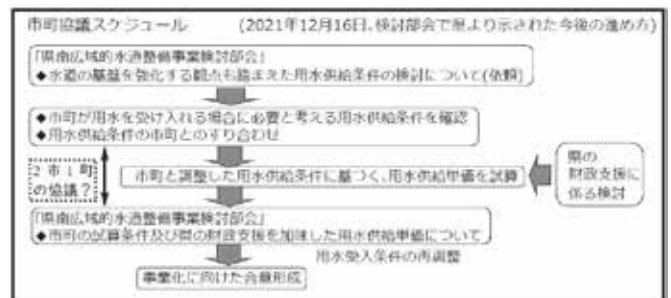 市町協議スケジュール (2021年12月16日、検討部会で県より示された今後の進め方)
「県南広域的水道整備事業検討部会」
◆水道の基盤を強化する観点も踏まえた用水供給条件の検討について(依頼)
◆市町が用水を受け入れる場合に必要と考える用水供給条件を確認
◆用水供給条件の市町とのすり合わせ
2市1町
の協議?
市町と調整した用水供給条件に基づく、用水供給単価を試算
県の
財政支援に
係る検討
「県南広域的水道整備事業検討部会」
◆市町の試算条件及び県の財政支援を加味した用水供給単価について
用水受入条件の再調整
事業化に向けた合意形成